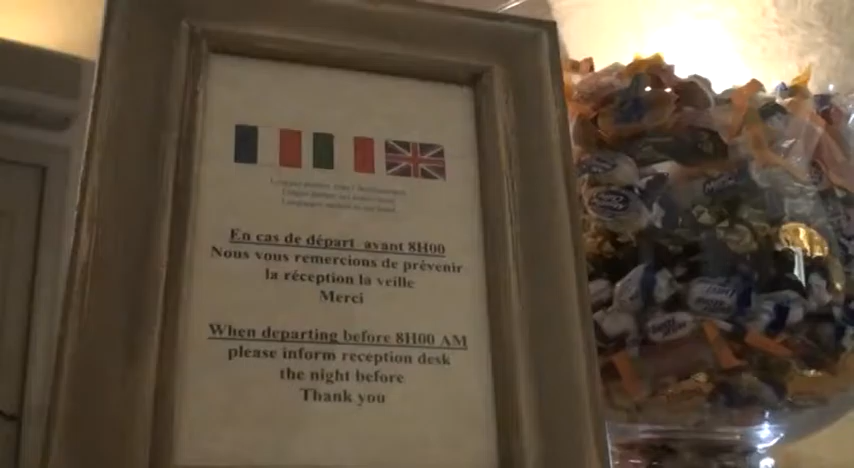 En cas de départ avant 8H00
Nous vous remercions de prévenir
la réception la veille
Merci
When departing before 8H00 AM
please inform reception desk
the night before
Thank you